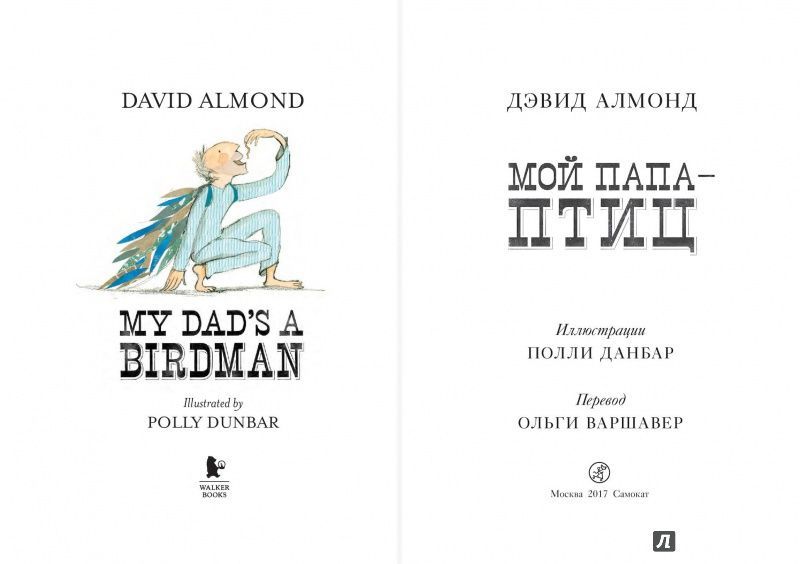 DAVID ALMOND
MY DAD'S A
BIRDMAN
Illustrated by
POLLY DUNBAR
WALKER
BOOKS
ДЭВИД АЛМОНД
МОЙ ПАПА–
ПТИЦ
Иллюстрации
ПОЛЛИ ДАНБАР
Перевод
ОЛЬГИ ВАРШАВЕР
Москва 2017 Самокат
Л